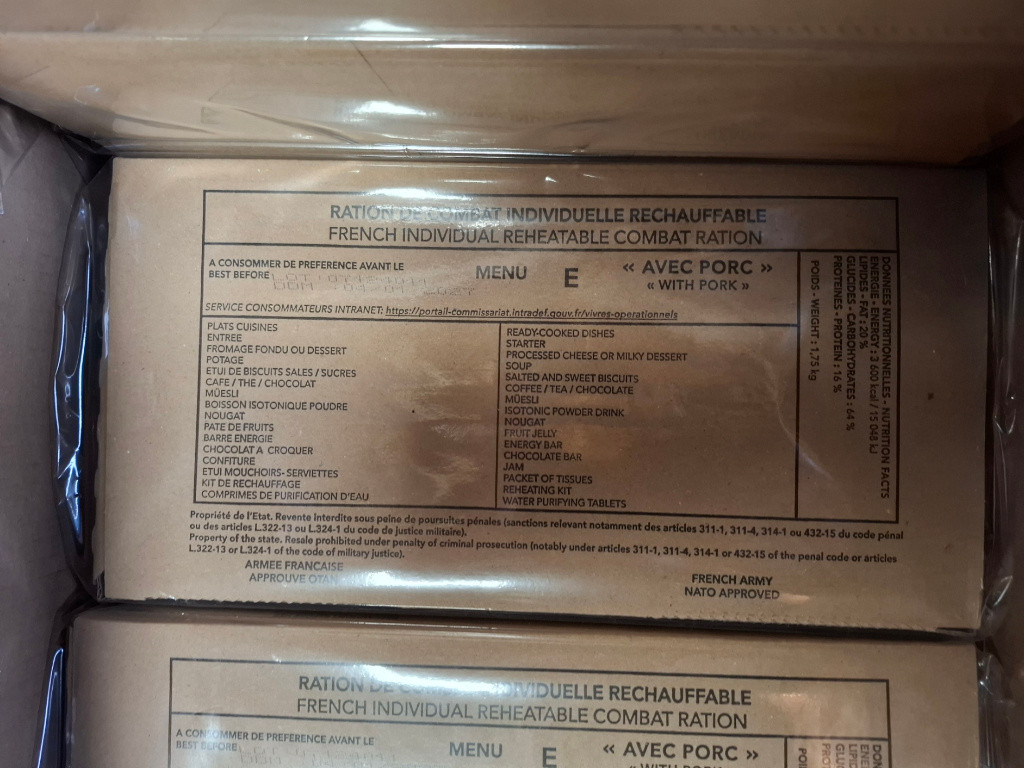 RATION DE COMBAT INDIVIDUELLE RECHAUFFABLE
FRENCH INDIVIDUAL REHEATABLE COMBAT RATION
A CONSOMMER DE PREFERENCE AVANT LE
BEST BEFORE
MENU E
« AVEC PORC »
« WITH PORK »
SERVICE CONSOMMATEURS INTRANET: https://portail-commissariat.intradef.gouv.fr/vivres-operationnels
PLATS CUISINES
ENTREE
FROMAGE FONDU OU DESSERT
POTAGE
ETUI DE BISCUITS SALES / SUCRES
CAFE / THE / CHOCOLAT
MÜESLI
BOISSON ISOTONIQUE POUDRE
NOUGAT
PATE DE FRUITS
BARRE ENERGIE
CHOCOLAT A CROQUER
CONFITURE
ETUI MOUCHOIRS- SERVIETTES
KIT DE RECHAUFFAGE
COMPRIMES DE PURIFICATION D'EAU
READY-COOKED DISHES
STARTER
PROCESSED CHEESE OR MILKY DESSERT
SOUP
SALTED AND SWEET BISCUITS
COFFEE / TEA / CHOCOLATE
MÜESLI
ISOTONIC POWDER DRINK
NOUGAT
FRUIT JELLY
ENERGY BAR
CHOCOLATE BAR
JAM
PACKET OF TISSUES
REHEATING KIT
WATER PURIFYING TABLETS
DONNEES NUTRITIONNELLES - NUTRITION FACTS
ENERGIE - ENERGY : 3 600 kcal / 15 048 kJ
LIPIDES - FAT : 20 %
GLUCIDES - CARBOHYDRATES : 64 %
PROTEINES - PROTEIN : 16 %
POIDS - WEIGHT : 1,75 kg
Propriété de l'Etat. Revente interdite sous peine de poursuites pénales (sanctions relevant notamment des articles 311-1, 311-4, 314-1 ou 432-15 du code pénal
ou des articles L.322-13 ou L.324-1 du code de justice militaire).
Property of the state. Resale prohibited under penalty of criminal prosecution (notably under articles 311-1, 311-4, 314-1 or 432-15 of the penal code or articles
L.322-13 or L.324-1 of the code of military justice).
ARMEE FRANCAISE
APPROUVE OTAN
FRENCH ARMY
NATO APPROVED
RATION DE INDIVIDUELLE RECHAUFFABLE
FRENCH INDIVIDUAL REHEATABLE COMBAT RATION
A CONSOMMER DE PREFERENCE AVANT LE
BEST BEFORE
MENU E
« AVEC PORC »